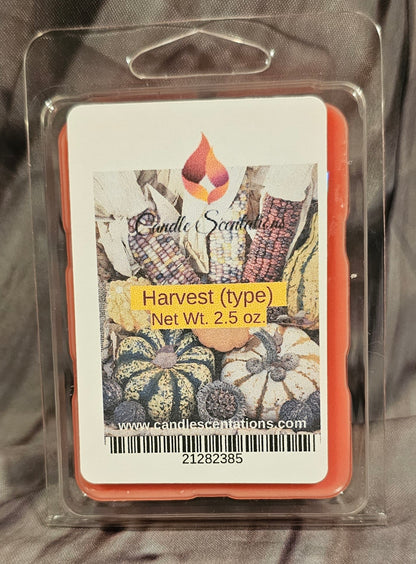 Candle Scentations
Harvest (type)
Net Wt. 2.5 oz.
www.candlescentations.com
21282385